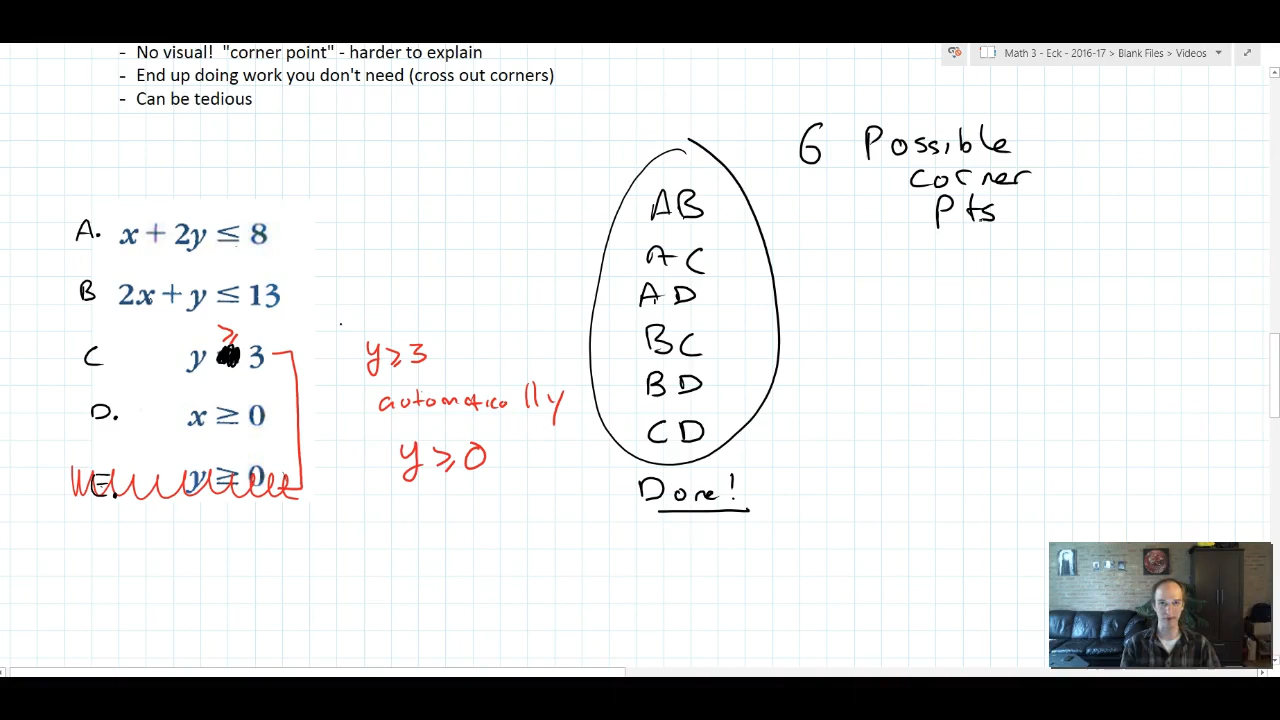 - No visual! "corner point" - harder to explain
- End up doing work you don't need (cross out corners)
- Can be tedious
Math 3 - Eck - 2016-17 > Blank Files > Videos
6 Possible
corner
Pts
A. x + 2y ≤ 8
B 2x + y ≤ 13
≥
C y 3
D. x ≥ 0
E. y ≥ 0
y ≥ 3
automatically
y ≥ 0
AB
AC
AD
BC
BD
CD
Done!